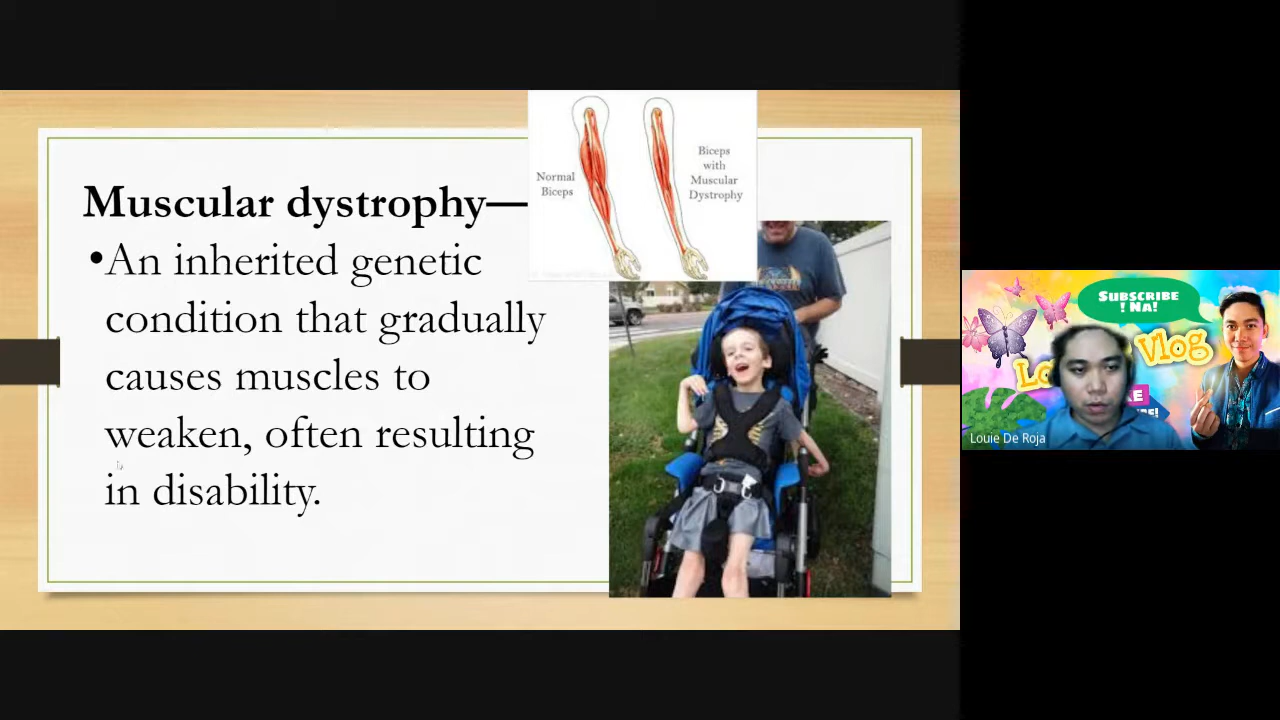 Muscular dystrophy—
•An inherited genetic
condition that gradually
causes muscles to
weaken, often resulting
in disability.
Normal
Biceps
Biceps
with
Muscular
Dystrophy
SUBSCRIBE
! NA!
Vlog
Louie De Roja